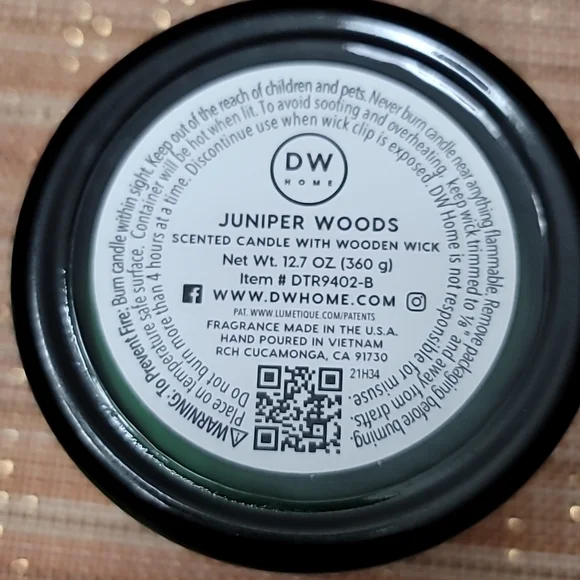 ⚠WARNING: To Prevent Fire: Burn candle within sight. Keep out of the reach of children and pets. Never burn candle near anything flammable. Remove packaging before burning.
Place on temperature safe surface. Container will be hot when lit. To avoid sooting and overheating, keep wick trimmed to ⅛" and away from drafts.
Do not burn more than 4 hours at a time. Discontinue use when wick clip is exposed. DW Home is not responsible for misuse.
DW
HOME
JUNIPER WOODS
SCENTED CANDLE WITH WOODEN WICK
Net Wt. 12.7 OZ. (360 g)
Item # DTR9402-B
WWW.DWHOME.COM
PAT. WWW.LUMETIQUE.COM/PATENTS
FRAGRANCE MADE IN THE U.S.A.
HAND POURED IN VIETNAM
RCH CUCAMONGA, CA 91730
21H34